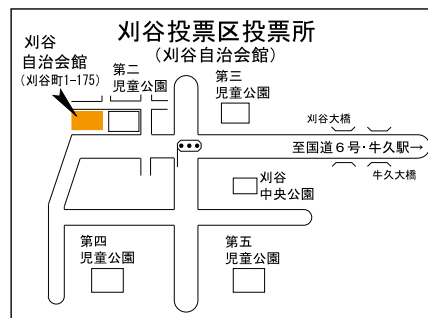 刈谷投票区投票所
(刈谷自治会館)
刈谷
自治会館
(刈谷町1-175)
第二
児童公園
第三
児童公園
刈谷大橋
至国道6号・牛久駅→
牛久大橋
刈谷
中央公園
第四
児童公園
第五
児童公園